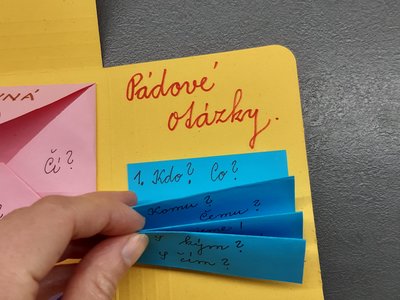 Pádové
otázky.
Čí?
1. Kdo? Co?
Komu?
Čemu?
S kým?
S čím?